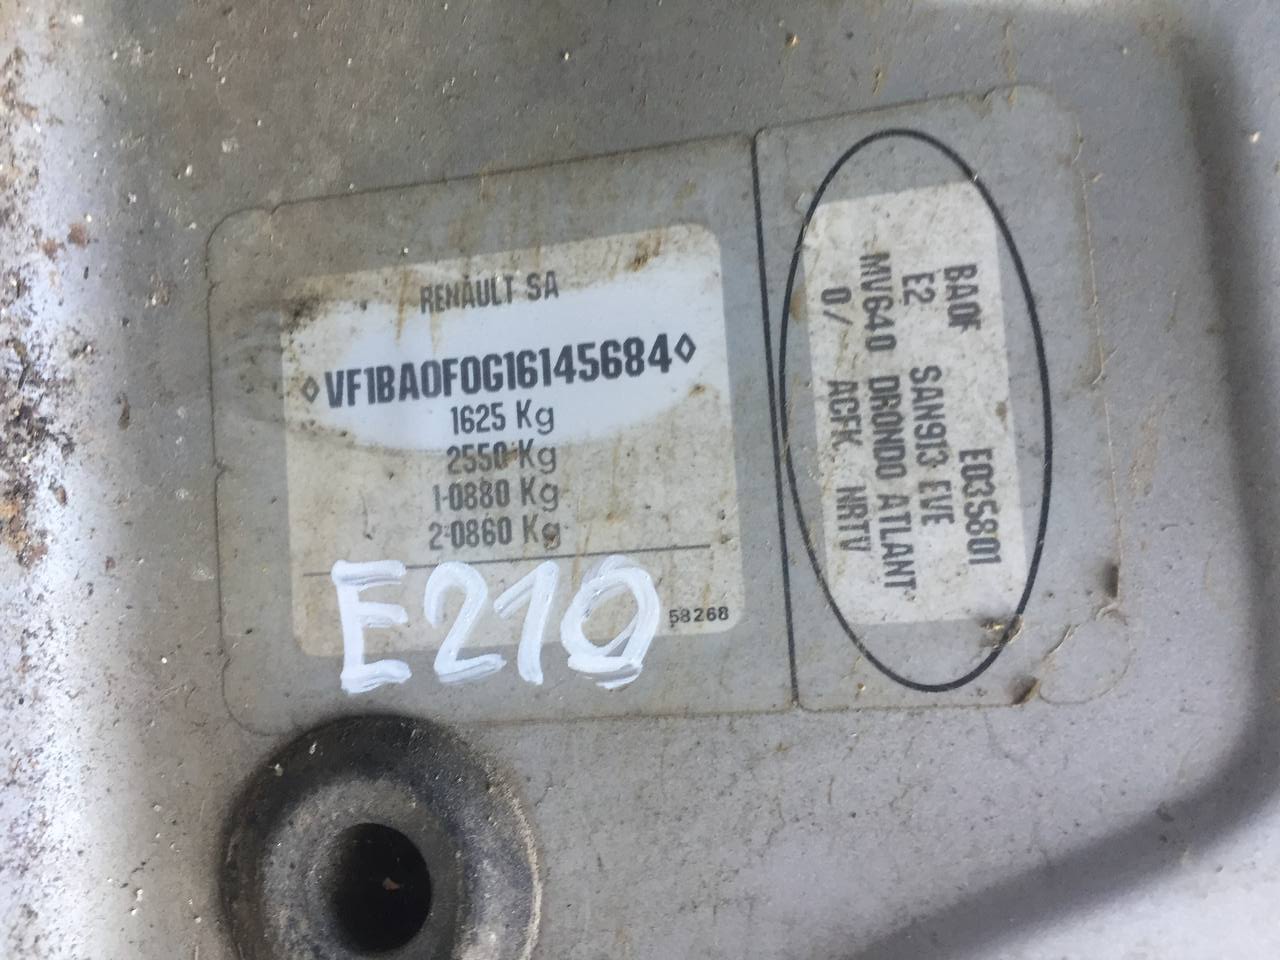 RENAULT SA
◊VF1BA0F0G16145684◊
1625 Kg
2550 Kg
1-0880 Kg
2-0860 Kg
E210
58268
BA0F E035801
E2 SAN913 EVE
MV640 DRONDO ATLANT
0/ ACFK NRTV